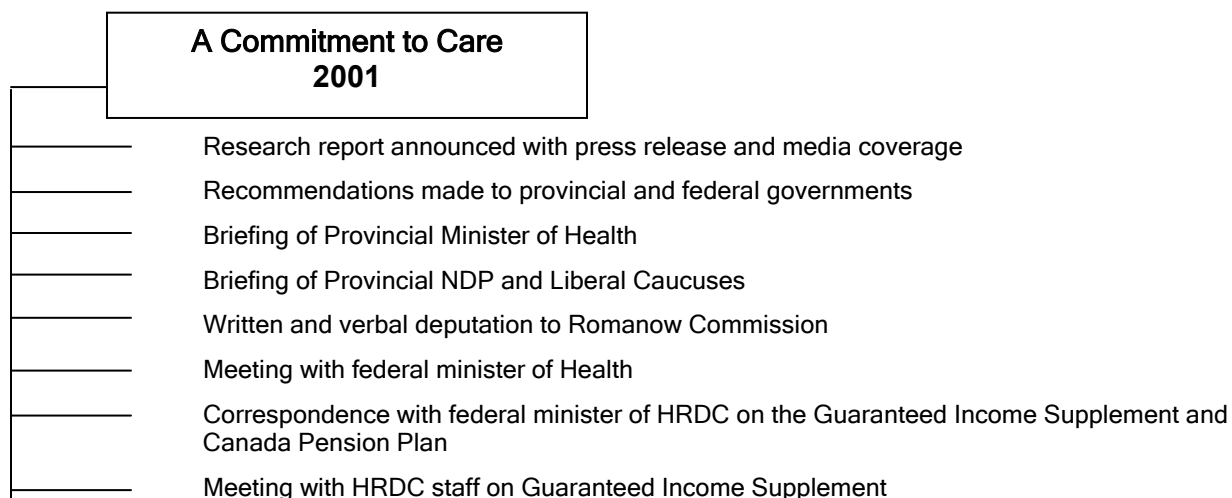 A Commitment to Care
2001
Research report announced with press release and media coverage
Recommendations made to provincial and federal governments
Briefing of Provincial Minister of Health
Briefing of Provincial NDP and Liberal Caucuses
Written and verbal deputation to Romanow Commission
Meeting with federal minister of Health
Correspondence with federal minister of HRDC on the Guaranteed Income Supplement and
Canada Pension Plan
Meeting with HRDC staff on Guaranteed Income Supplement